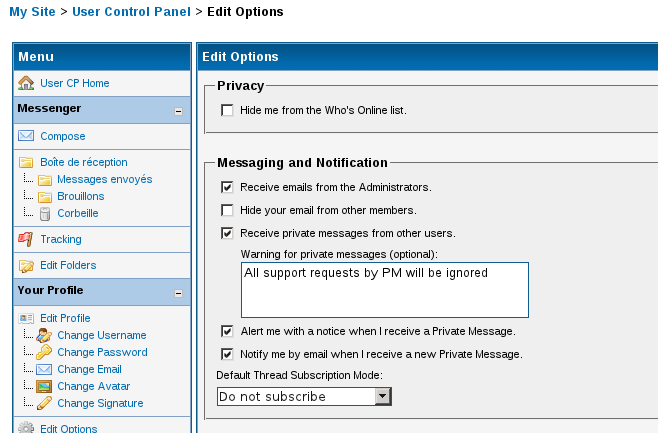 My Site > User Control Panel > Edit Options
Menu
User CP Home
Messenger
Compose
Boîte de réception
Messages envoyés
Brouillons
Corbeille
Tracking
Edit Folders
Your Profile
Edit Profile
Change Username
Change Password
Change Email
Change Avatar
Change Signature
Edit Options
Edit Options
Privacy
Hide me from the Who's Online list.
Messaging and Notification
Receive emails from the Administrators.
Hide your email from other members.
Receive private messages from other users.
Warning for private messages (optional):
All support requests by PM will be ignored
Alert me with a notice when I receive a Private Message.
Notify me by email when I receive a new Private Message.
Default Thread Subscription Mode:
Do not subscribe